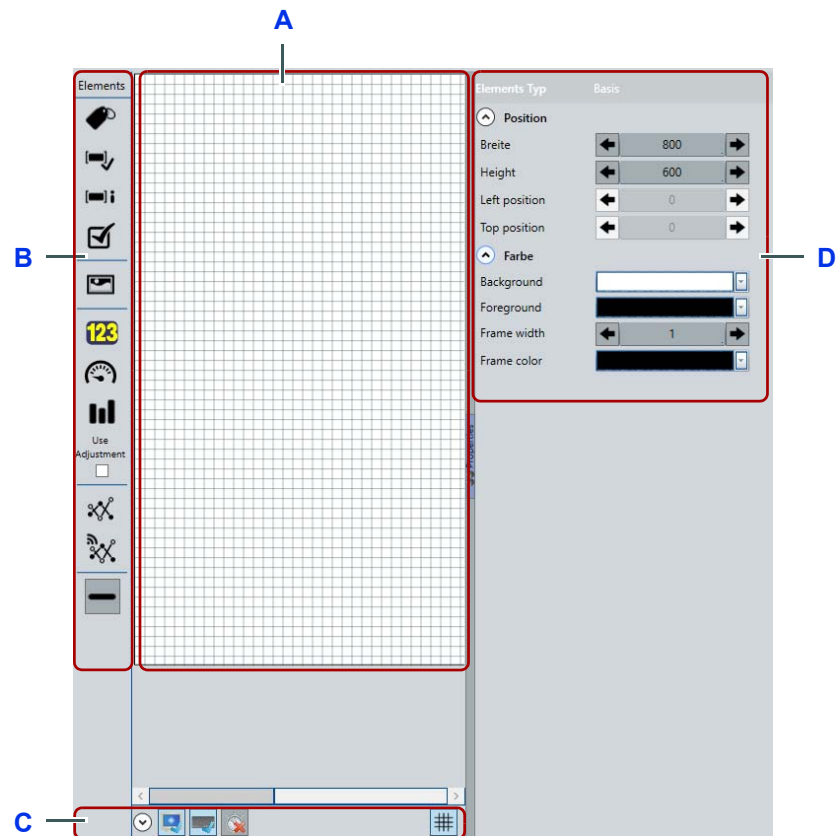 A
Elements
Elements Typ Basis
Position
Breite 800
Height 600
Left position 0
Top position 0
B
D
Farbe
Background
Foreground
123
Frame width 1
Frame color
Use
Adjustment
Properties
C